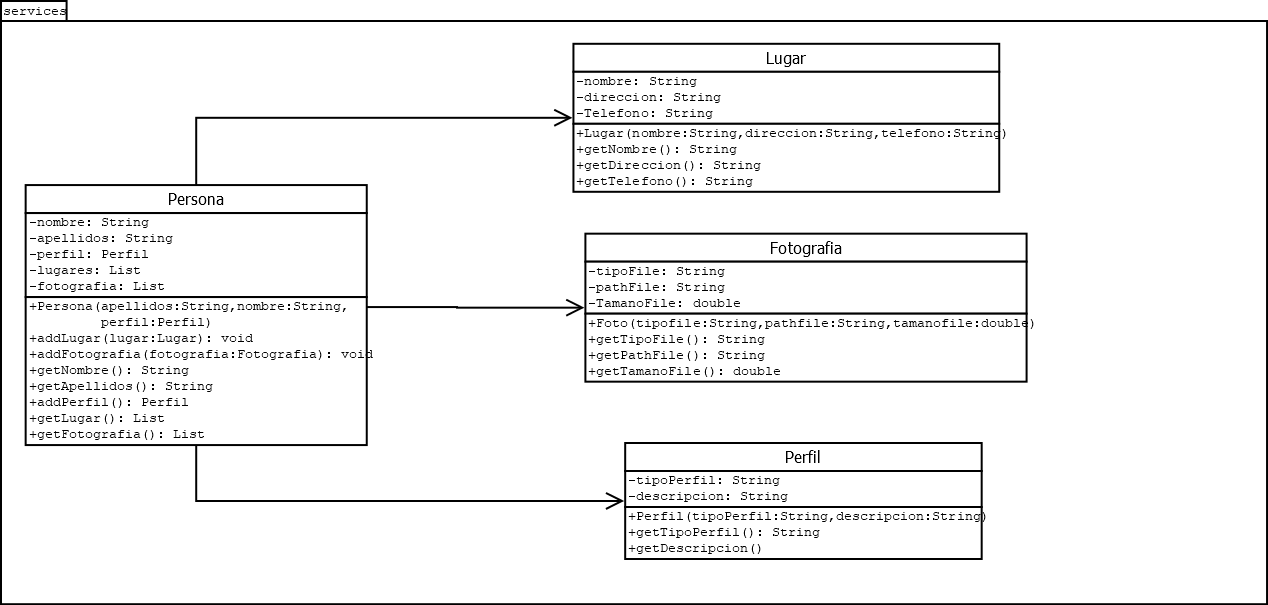 services
Lugar
-nombre: String
-direccion: String
-Telefono: String
+Lugar(nombre:String,direccion:String,telefono:String)
+getNombre(): String
+getDireccion(): String
+getTelefono(): String
Persona
-nombre: String
-apellidos: String
-perfil: Perfil
-lugares: List
-fotografia: List
+Persona(apellidos:String,nombre:String,
perfil:Perfil)
+addLugar(lugar:Lugar): void
+addFotografia(fotografia:Fotografia): void
+getNombre(): String
+getApellidos(): String
+addPerfil(): Perfil
+getLugar(): List
+getFotografia(): List
Fotografia
-tipoFile: String
-pathFile: String
-TamanoFile: double
+Foto(tipofile:String,pathfile:String,tamanofile:double)
+getTipoFile(): String
+getPathFile(): String
+getTamanoFile(): double
Perfil
-tipoPerfil: String
-descripcion: String
+Perfil(tipoPerfil:String,descripcion:String)
+getTipoPerfil(): String
+getDescripcion()